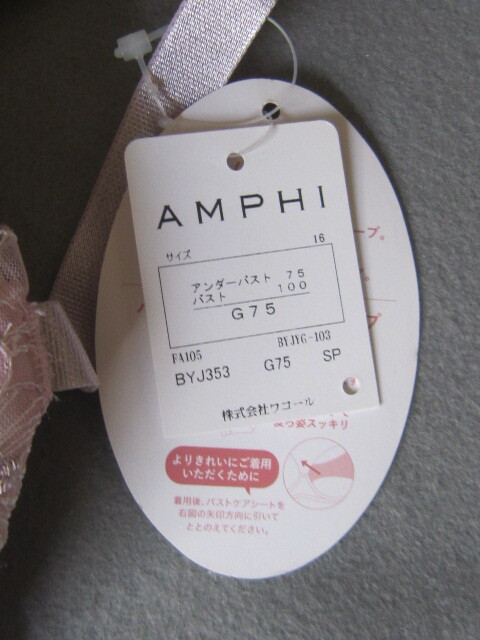 AMPHI
サイズ 16
アンダーバスト 75
バスト 100
G75
FA105 BYJYG-103
BYJ353 G75 SP
株式会社ワコール
スッキリ
よりきれいにご着用
いただくために
着用後、バストケアシートを
右図の矢印方向に引いて
ととのえてください。